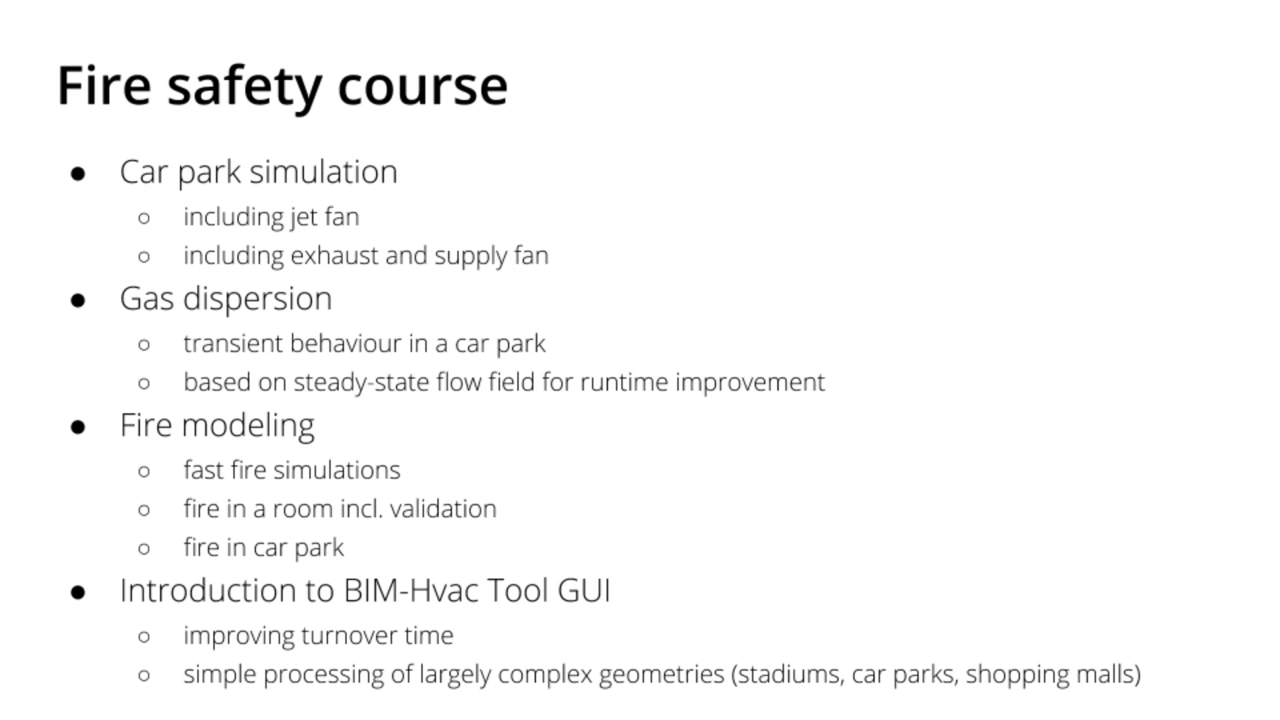 Fire safety course
● Car park simulation
○ including jet fan
○ including exhaust and supply fan
● Gas dispersion
○ transient behaviour in a car park
○ based on steady-state flow field for runtime improvement
● Fire modeling
○ fast fire simulations
○ fire in a room incl. validation
○ fire in car park
● Introduction to BIM-Hvac Tool GUI
○ improving turnover time
○ simple processing of largely complex geometries (stadiums, car parks, shopping malls)